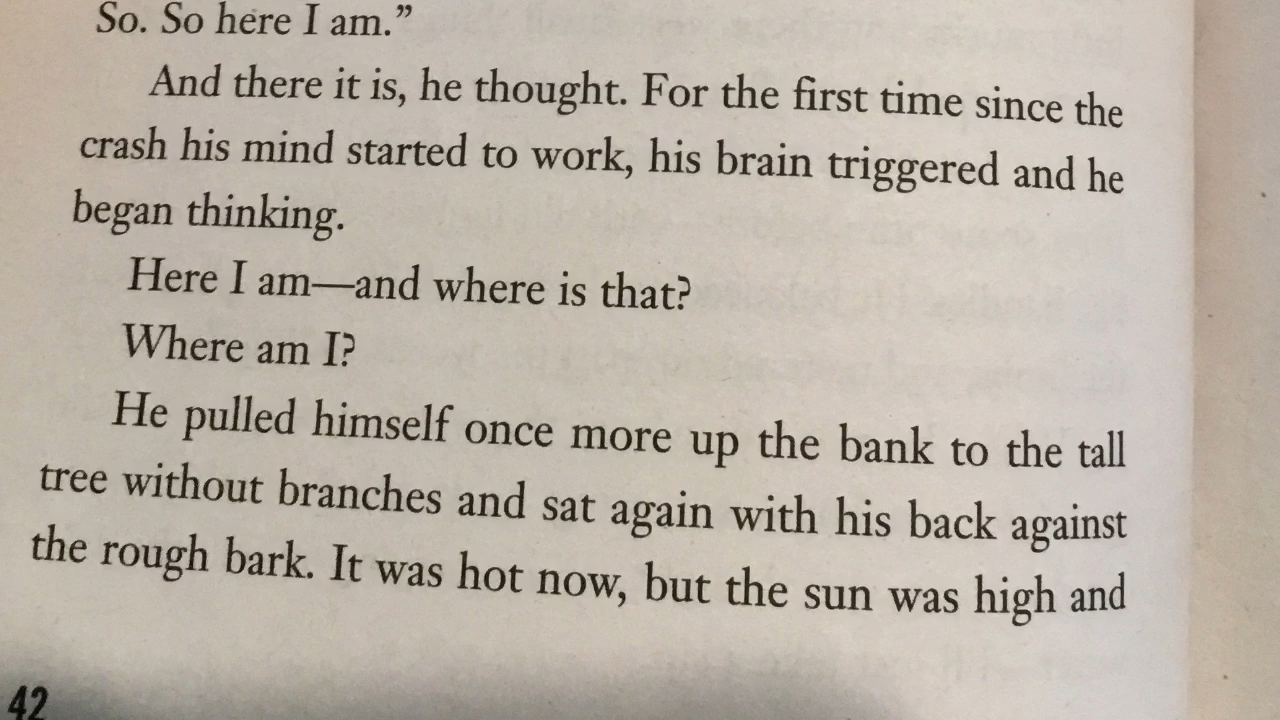 So. So here I am.”
And there it is, he thought. For the first time since the
crash his mind started to work, his brain triggered and he
began thinking.
Here I am—and where is that?
Where am I?
He pulled himself once more up the bank to the tall
tree without branches and sat again with his back against
the rough bark. It was hot now, but the sun was high and
42